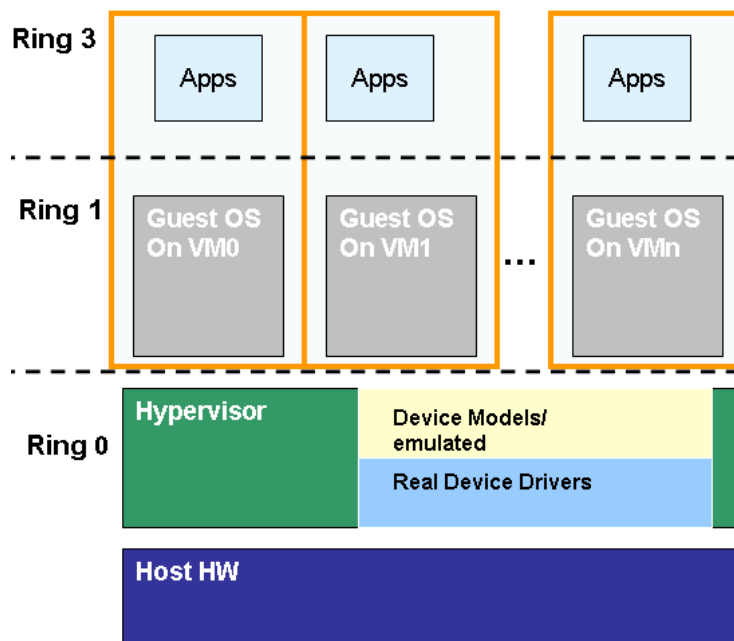 Ring 3
Apps
Apps
Apps
Ring 1
Guest OS
On VM0
Guest OS
On VM1
...
Guest OS
On VMn
Ring 0
Hypervisor
Device Models/
emulated
Real Device Drivers
Host HW